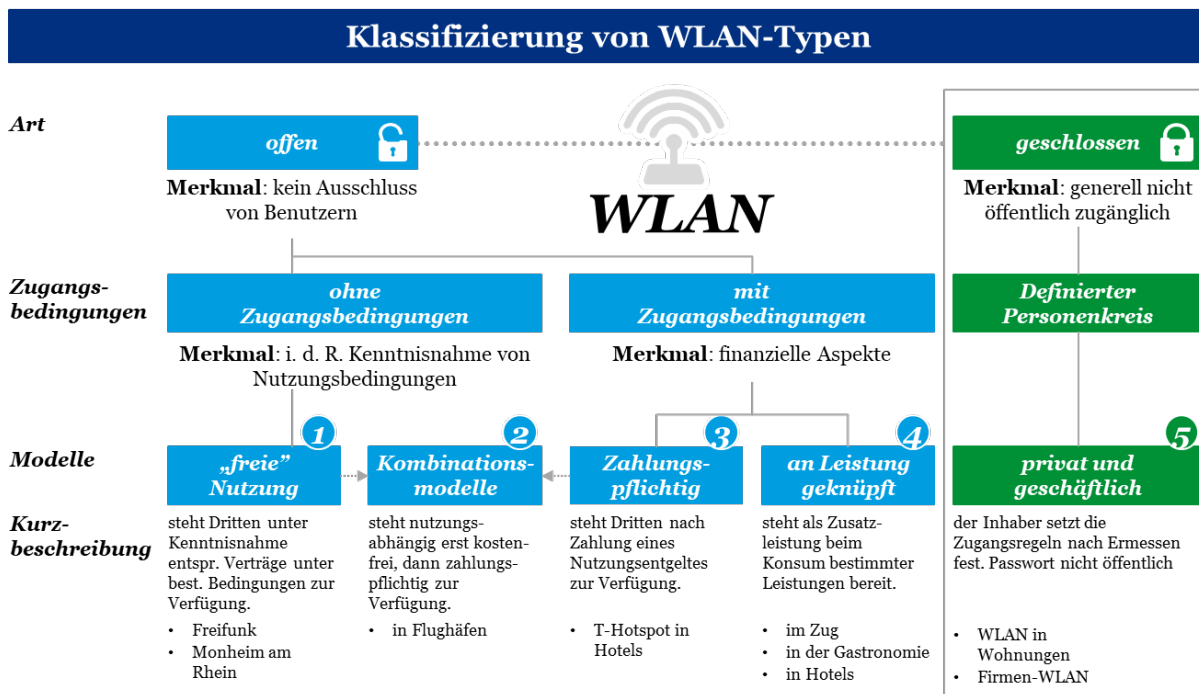 Klassifizierung von WLAN-Typen
Art
offen
geschlossen
Merkmal: kein Ausschluss
von Benutzern
WLAN
Merkmal: generell nicht
öffentlich zugänglich
Zugangs-
bedingungen
ohne
Zugangsbedingungen
mit
Zugangsbedingungen
Definierter
Personenkreis
Merkmal: i. d. R. Kenntnisnahme von
Nutzungsbedingungen
Merkmal: finanzielle Aspekte
Modelle
1
„freie”
Nutzung
2
Kombinations-
modelle
3
Zahlungs-
pflichtig
4
an Leistung
geknüpft
5
privat und
geschäftlich
Kurz-
beschreibung
steht Dritten unter
Kenntnisnahme
entspr. Verträge unter
best. Bedingungen zur
Verfügung.
• Freifunk
• Monheim am
Rhein
steht nutzungs-
abhängig erst kosten-
frei, dann zahlungs-
pflichtig zur
Verfügung.
• in Flughäfen
steht Dritten nach
Zahlung eines
Nutzungsentgeltes
zur Verfügung.
• T-Hotspot in
Hotels
steht als Zusatz-
leistung beim
Konsum bestimmter
Leistungen bereit.
• im Zug
• in der Gastronomie
• in Hotels
der Inhaber setzt die
Zugangsregeln nach Ermessen
fest. Passwort nicht öffentlich
• WLAN in
Wohnungen
• Firmen-WLAN